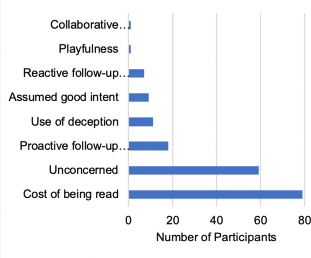 Collaborative…
Playfulness
Reactive follow-up…
Assumed good intent
Use of deception
Proactive follow-up…
Unconcerned
Cost of being read
0 20 40 60 80
Number of Participants